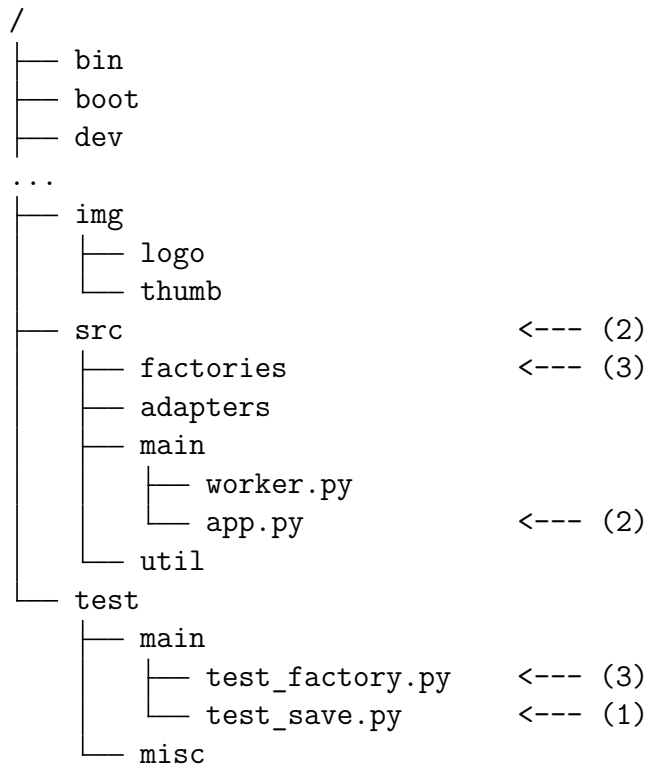 /
├── bin
├── boot
├── dev
...
├── img
│   ├── logo
│   └── thumb
├── src                        <--- (2)
│   ├── factories              <--- (3)
│   ├── adapters
│   ├── main
│   │   ├── worker.py
│   │   └── app.py             <--- (2)
│   └── util
└── test
    ├── main
    │   ├── test_factory.py    <--- (3)
    │   └── test_save.py       <--- (1)
    └── misc